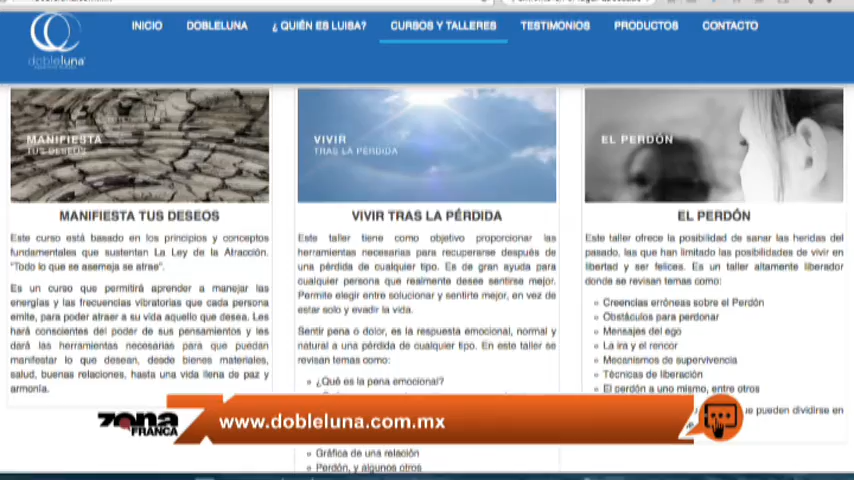 INICIO DOBLELUNA ¿ QUIÉN ES LUISA? CURSOS Y TALLERES TESTIMONIOS PRODUCTOS CONTACTO
dobleluna
MANIFIESTA
TUS DESEOS
VIVIR
TRAS LA PÉRDIDA
EL PERDÓN
MANIFIESTA TUS DESEOS
Este curso está basado en los principios y conceptos
fundamentales que sustentan La Ley de la Atracción.
"Todo lo que se asemeja se atrae".
Es un curso que permitirá aprender a manejar las
energías y las frecuencias vibratorias que cada persona
emite, para poder atraer a su vida aquello que desea. Les
hará conscientes del poder de sus pensamientos y les
dará las herramientas necesarias para que puedan
manifestar lo que desean, desde bienes materiales,
salud, buenas relaciones, hasta una vida llena de paz y
armonía.
VIVIR TRAS LA PÉRDIDA
Este taller tiene como objetivo proporcionar las
herramientas necesarias para recuperarse después de
una pérdida de cualquier tipo. Es de gran ayuda para
cualquier persona que realmente desee sentirse mejor.
Permite elegir entre solucionar y sentirte mejor, en vez de
estar solo y evadir la vida.
Sentir pena o dolor, es la respuesta emocional, normal y
natural a una pérdida de cualquier tipo. En este taller se
revisan temas como:
¿Qué es la pena emocional?
Gráfica de una relación
Perdón, y algunos otros
EL PERDÓN
Este taller ofrece la posibilidad de sanar las heridas del
pasado, las que han limitado las posibilidades de vivir en
libertad y ser felices. Es un taller altamente liberador
donde se revisan temas como:
Creencias erróneas sobre el Perdón
Obstáculos para perdonar
Mensajes del ego
La ira y el rencor
Mecanismos de supervivencia
Técnicas de liberación
El perdón a uno mismo, entre otros
ue pueden dividirse en
zona
FRANCA
www.dobleluna.com.mx